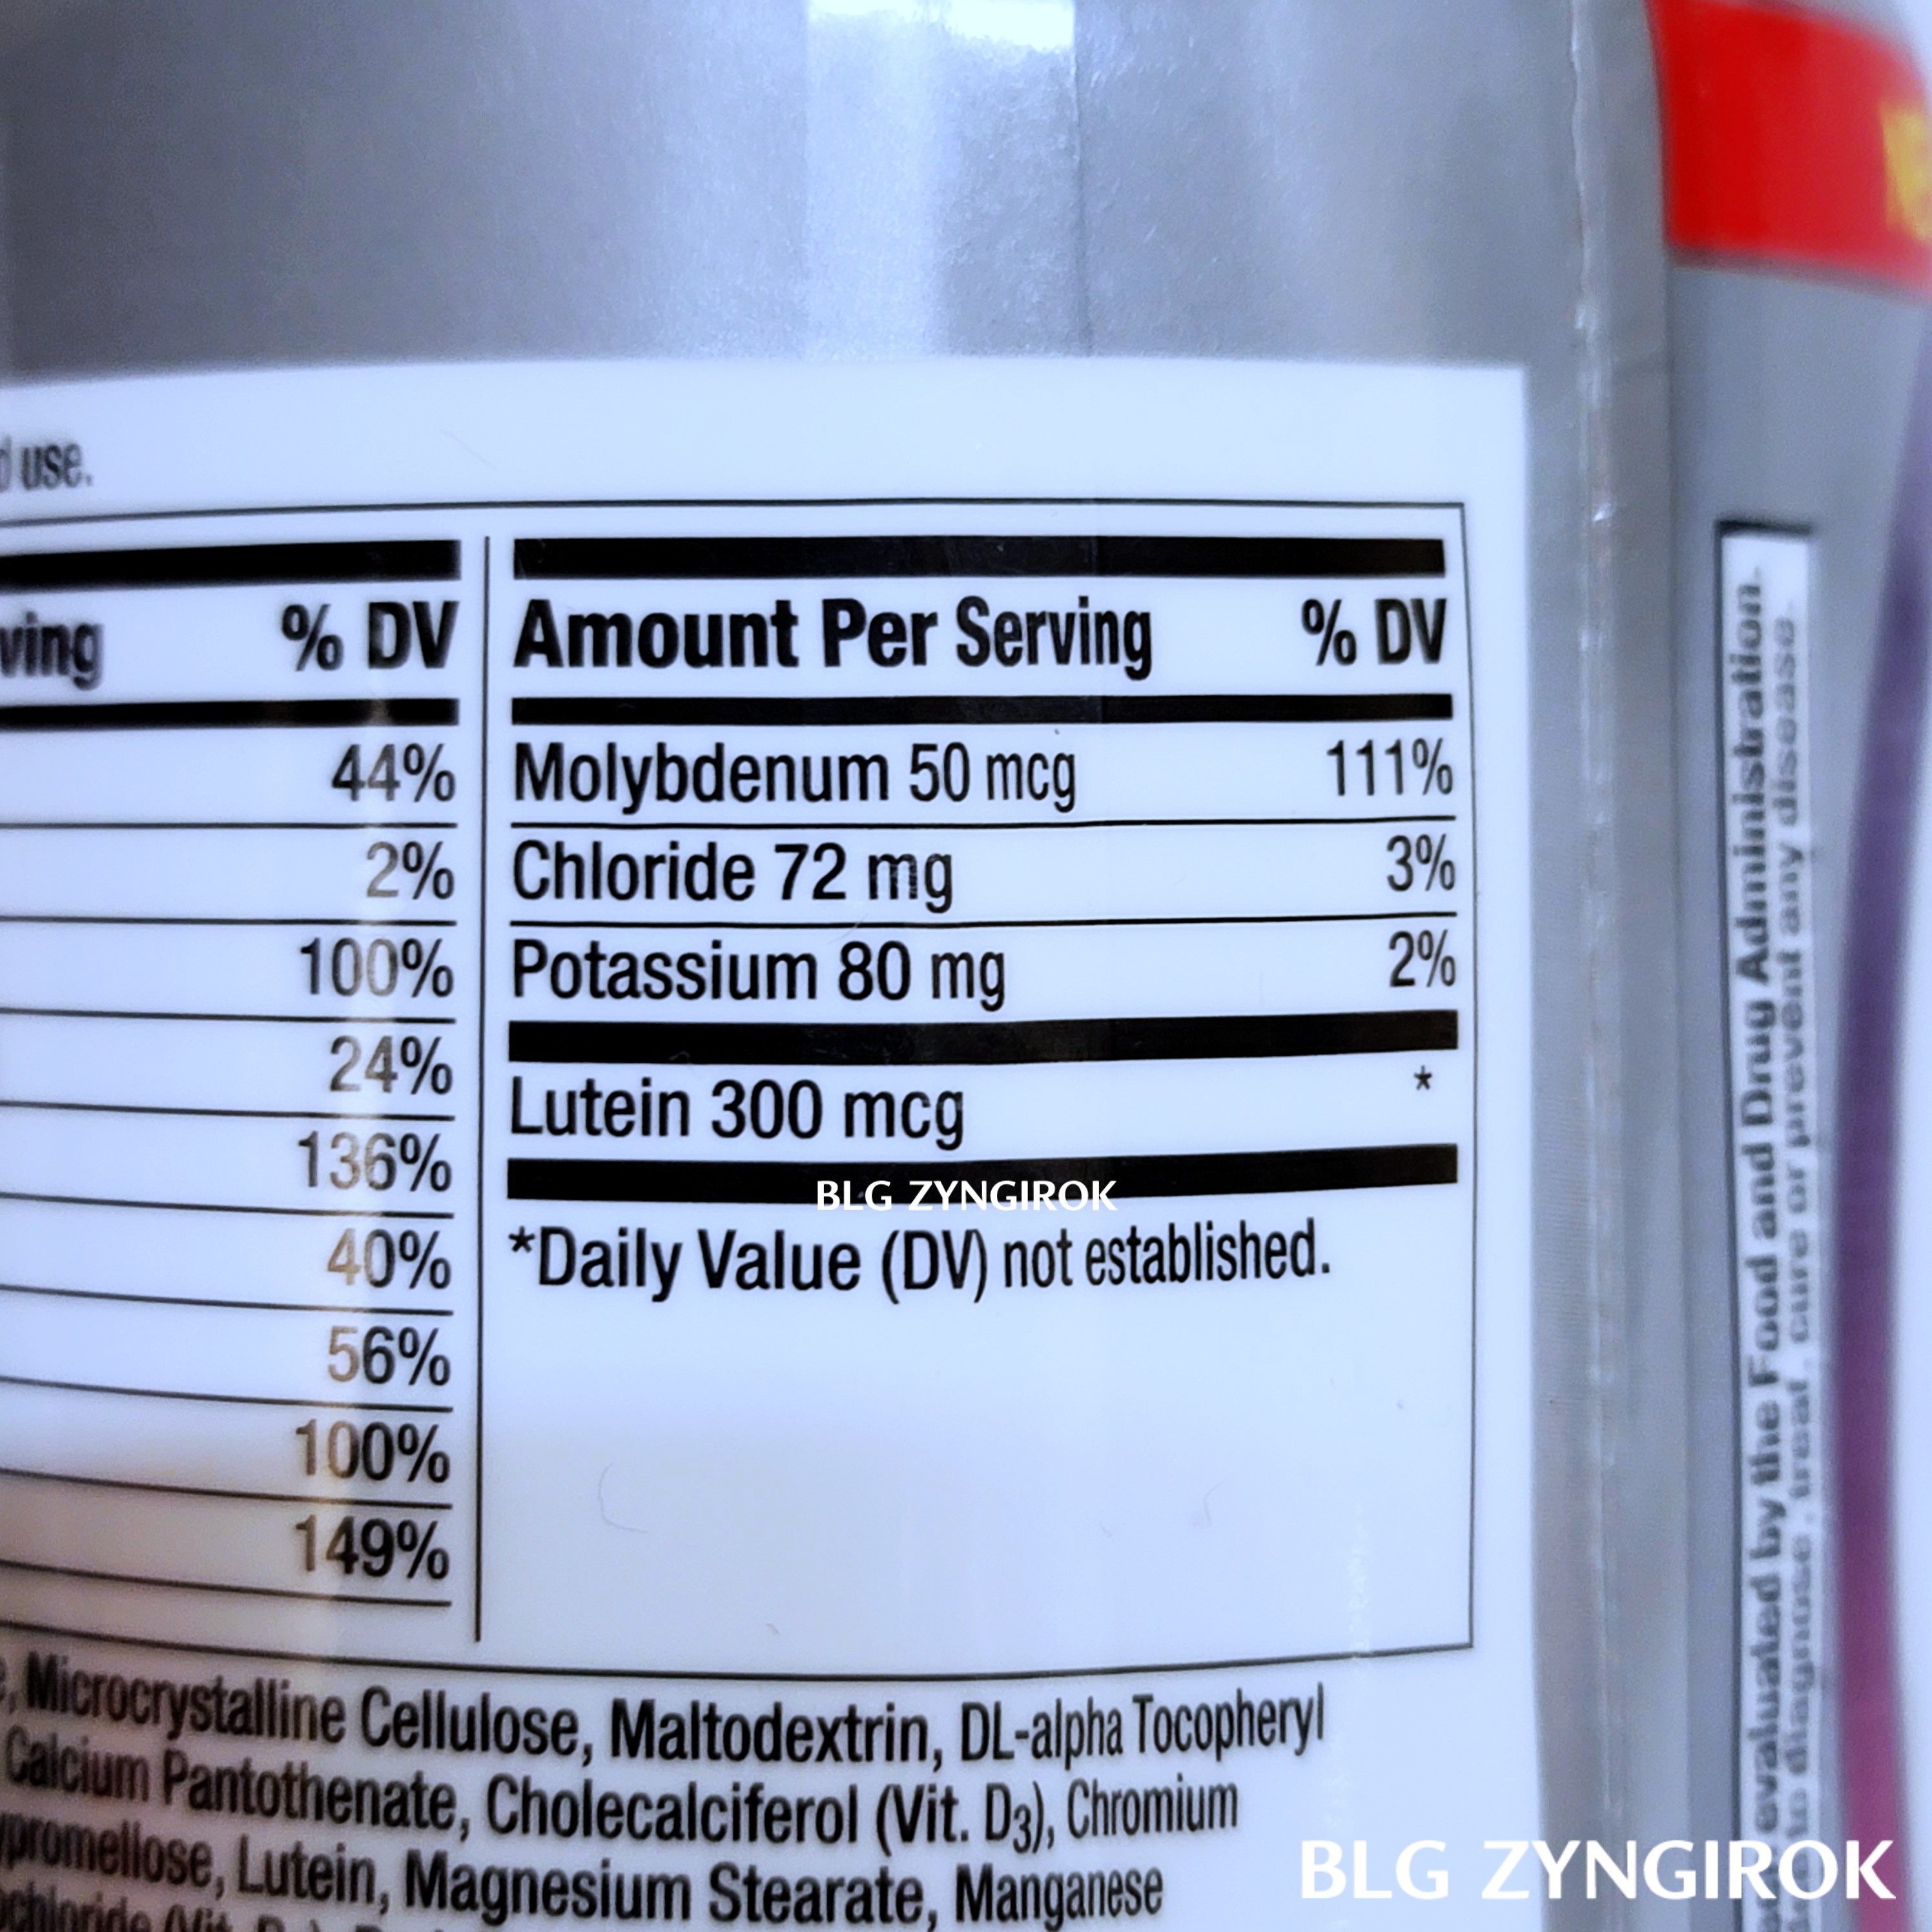 use.
% DV
44%
2%
100%
24%
136%
40%
56%
100%
149%
Amount Per Serving % DV
Molybdenum 50 mcg 111%
Chloride 72 mg 3%
Potassium 80 mg 2%
Lutein 300 mcg *
BLG ZYNGIROK
*Daily Value (DV) not established.
Microcrystalline Cellulose, Maltodextrin, DL-alpha Tocopheryl
Calcium Pantothenate, Cholecalciferol (Vit. D3), Chromium
Lutein, Magnesium Stearate, Manganese
evaluated by the Food and Drug Administration.
to diagnose, treat, cure or prevent any disease.
BLG ZYNGIROK